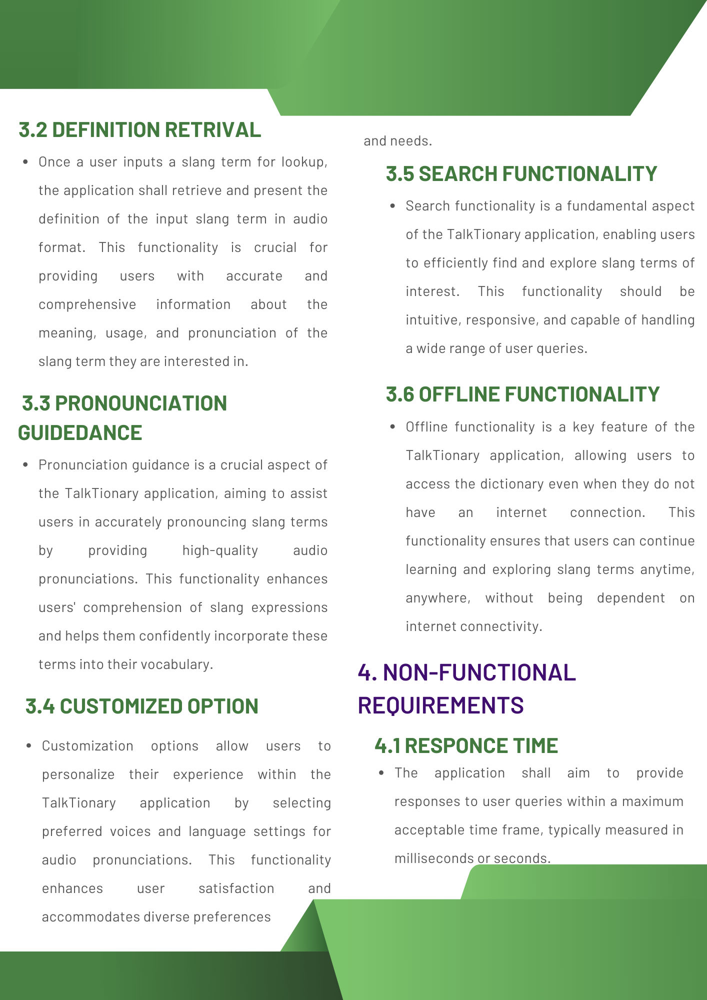 3.2 DEFINITION RETRIVAL
• Once a user inputs a slang term for lookup,
the application shall retrieve and present the
definition of the input slang term in audio
format. This functionality is crucial for
providing users with accurate and
comprehensive information about the
meaning, usage, and pronunciation of the
slang term they are interested in.
3.3 PRONOUNCIATION
GUIDEDANCE
• Pronunciation guidance is a crucial aspect of
the TalkTionary application, aiming to assist
users in accurately pronouncing slang terms
by providing high-quality audio
pronunciations. This functionality enhances
users' comprehension of slang expressions
and helps them confidently incorporate these
terms into their vocabulary.
3.4 CUSTOMIZED OPTION
• Customization options allow users to
personalize their experience within the
TalkTionary application by selecting
preferred voices and language settings for
audio pronunciations. This functionality
enhances user satisfaction and
accommodates diverse preferences
and needs.
3.5 SEARCH FUNCTIONALITY
• Search functionality is a fundamental aspect
of the TalkTionary application, enabling users
to efficiently find and explore slang terms of
interest. This functionality should be
intuitive, responsive, and capable of handling
a wide range of user queries.
3.6 OFFLINE FUNCTIONALITY
• Offline functionality is a key feature of the
TalkTionary application, allowing users to
access the dictionary even when they do not
have an internet connection. This
functionality ensures that users can continue
learning and exploring slang terms anytime,
anywhere, without being dependent on
internet connectivity.
4. NON-FUNCTIONAL
REQUIREMENTS
4.1 RESPONCE TIME
• The application shall aim to provide
responses to user queries within a maximum
acceptable time frame, typically measured in
milliseconds or seconds.